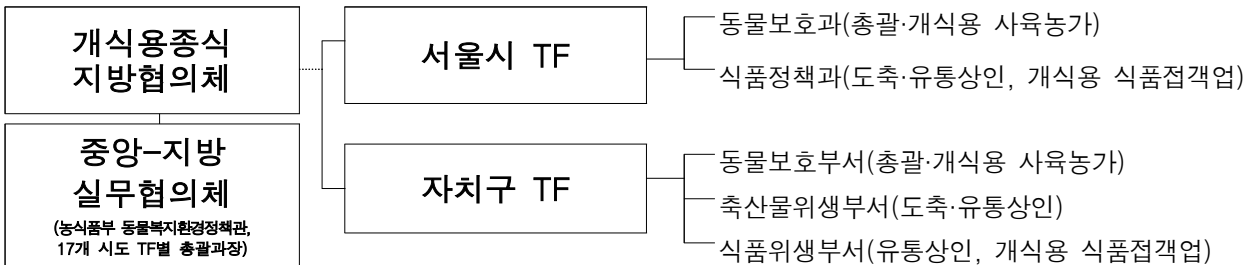 개식용종식
지방협의체
중앙-지방
실무협의체
(농식품부 동물복지환경정책관,
17개 시도 TF별 총괄과장)
서울시 TF
동물보호과(총괄·개식용 사육농가)
식품정책과(도축·유통상인, 개식용 식품접객업)
자치구 TF
동물보호부서(총괄·개식용 사육농가)
축산물위생부서(도축·유통상인)
식품위생부서(유통상인, 개식용 식품접객업)